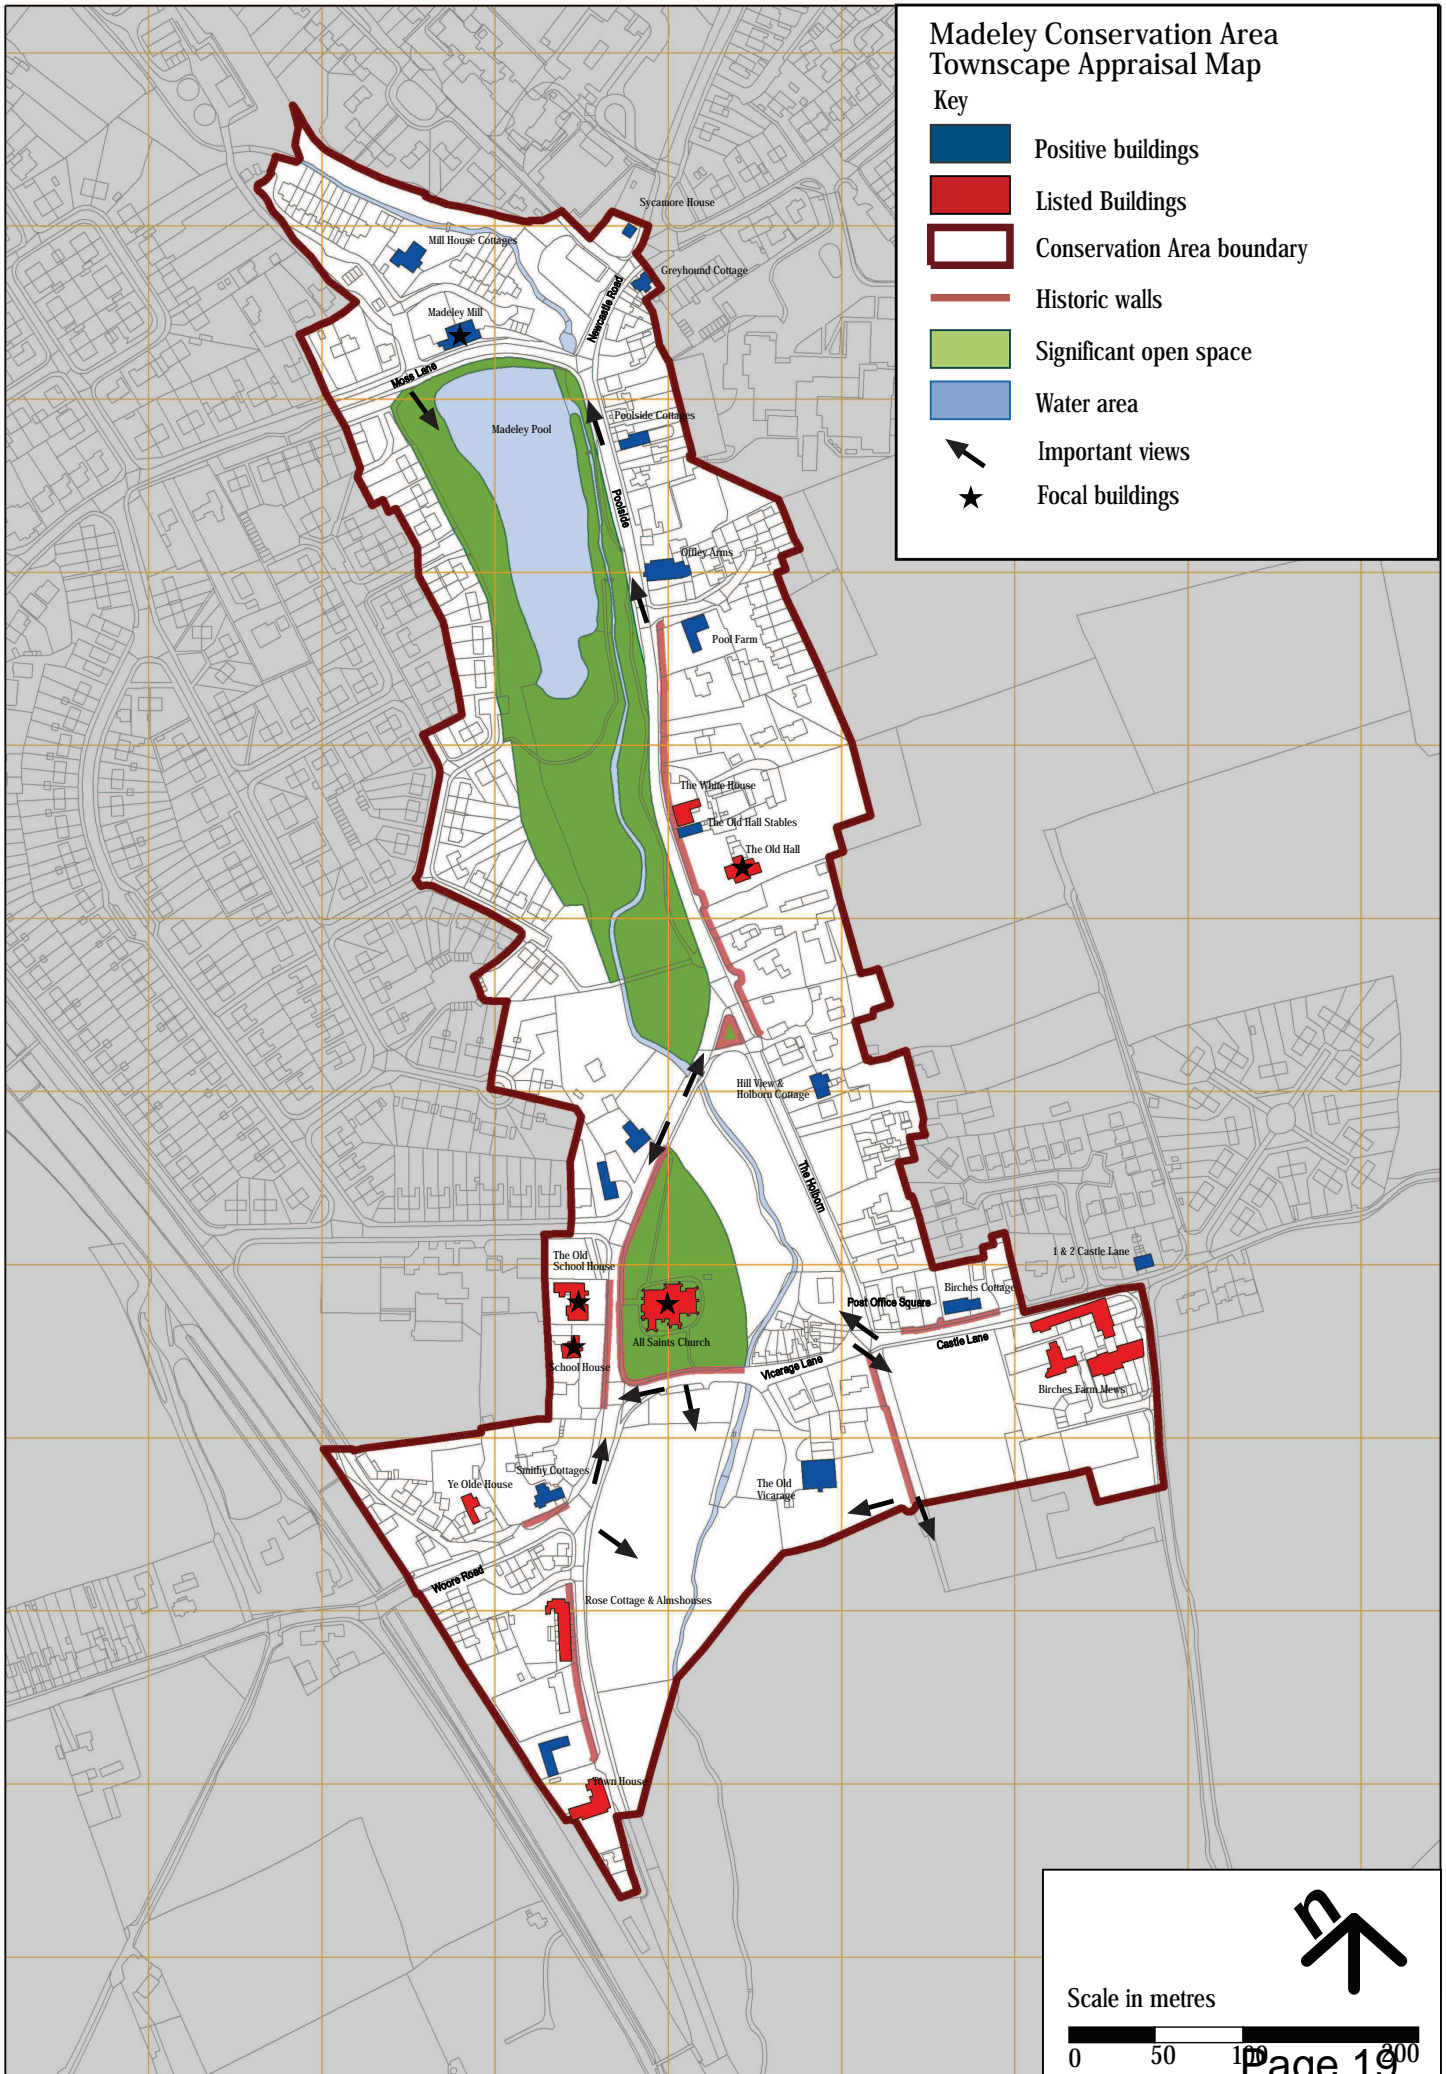 Madeley Conservation Area
Townscape Appraisal Map
Key
Positive buildings
Listed Buildings
Conservation Area boundary
Historic walls
Significant open space
Water area
Important views
Focal buildings
Sycamore House
Mill House Cottages
Greyhound Cottage
Newcastle Road
Madeley Mill
Moss Lane
Poolside Cottages
Madeley Pool
Poolside
Offley Arms
Pool Farm
The White House
The Old Hall Stables
The Old Hall
Hill View &
Holborn Cottage
The Holborn
The Old
School House
1 & 2 Castle Lane
Birches Cottage
Post Office Square
All Saints Church
Castle Lane
School House
Vicarage Lane
Birches Farm Mews
Smithy Cottages
Ye Olde House
The Old
Vicarage
Woore Road
Rose Cottage & Almshouses
Town House
n
Scale in metres
0 50 100 200
Page 19